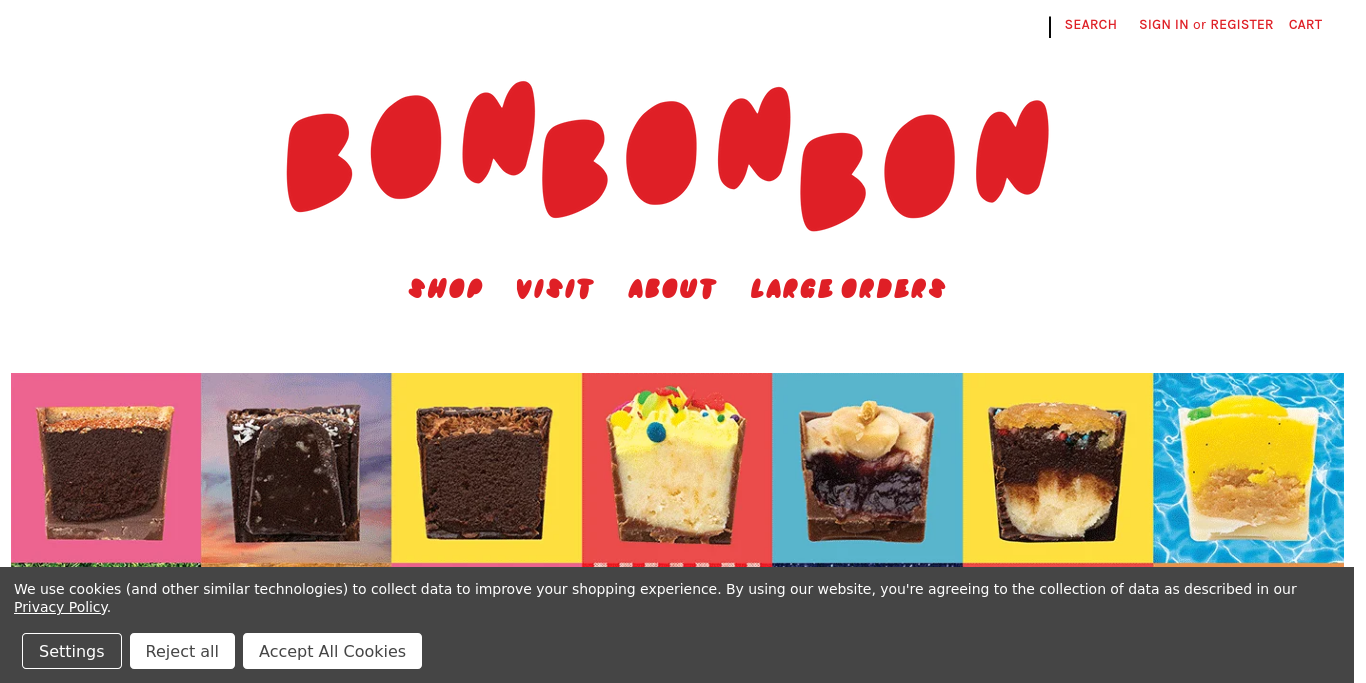 SEARCH SIGN IN or REGISTER CART
BONBONBON
SHOP VISIT ABOUT LARGE ORDERS
We use cookies (and other similar technologies) to collect data to improve your shopping experience. By using our website, you're agreeing to the collection of data as described in our
Privacy Policy.
Settings Reject all Accept All Cookies